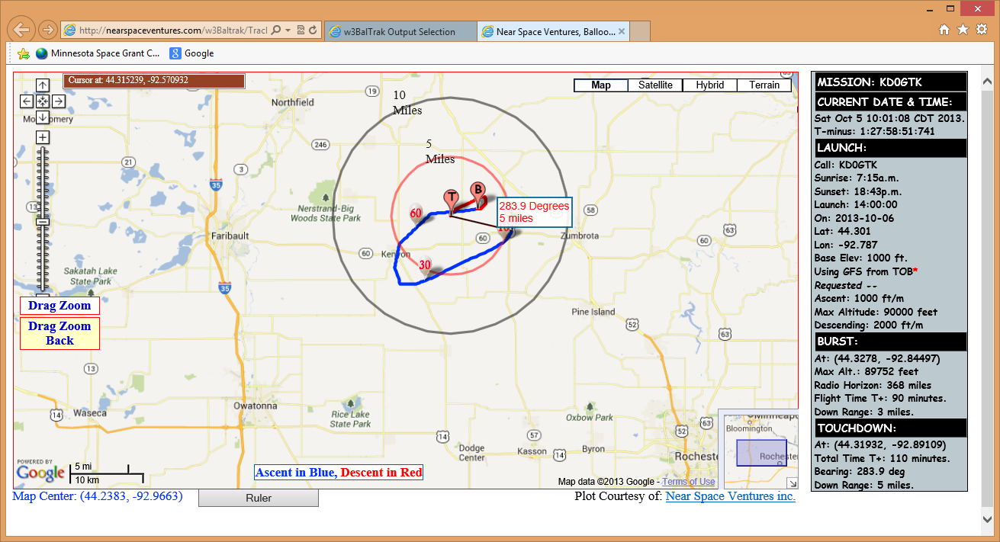 http://nearspaceventures.com/w3Baltrak/Tracl
w3BalTrak Output Selection
Near Space Ventures, Balloo...
Minnesota Space Grant C...
Google
Cursor at: 44.315239, -92.570932
Map
Satellite
Hybrid
Terrain
10
Miles
5
Miles
Northfield
19
246
21
3
35
13
Nerstrand-Big
Woods State Park
Faribault
Sakatah Lake
State Park
35
60
Kenyon
60
T
B
60
30
283.9 Degrees
5 miles
60
58
Zumbrota
63
60
Pine Island
52
63
Drag Zoom
Drag Zoom
Back
13
14
Waseca
Owatonna
Rice Lake
State Park
14
Dodge
Center
57
Kasson
14
Byron
Oxbow Park
52
63
Rocheste
Bloomington
Rochester
POWERED BY
Google
5 mi
10 km
Ascent in Blue, Descent in Red
Map data ©2013 Google - Terms of Use
Map Center: (44.2383, -92.9663)
Ruler
Plot Courtesy of: Near Space Ventures inc.
MISSION: KD0GTK
CURRENT DATE & TIME:
Sat Oct 5 10:01:08 CDT 2013.
T-minus: 1:27:58:51:741
LAUNCH:
Call: KD0GTK
Sunrise: 7:15a.m.
Sunset: 18:43p.m.
Launch: 14:00:00
On: 2013-10-06
Lat: 44.301
Lon: -92.787
Base Elev: 1000 ft.
Using GFS from TOB*
Requested --
Ascent: 1000 ft/m
Max Altitude: 90000 feet
Descending: 2000 ft/m
BURST:
At: (44.3278, -92.84497)
Max Alt.: 89752 feet
Radio Horizon: 368 miles
Flight Time T+: 90 minutes.
Down Range: 3 miles.
TOUCHDOWN:
At: (44.31932, -92.89109)
Total Time T+: 110 minutes.
Bearing: 283.9 deg
Down Range: 5 miles.